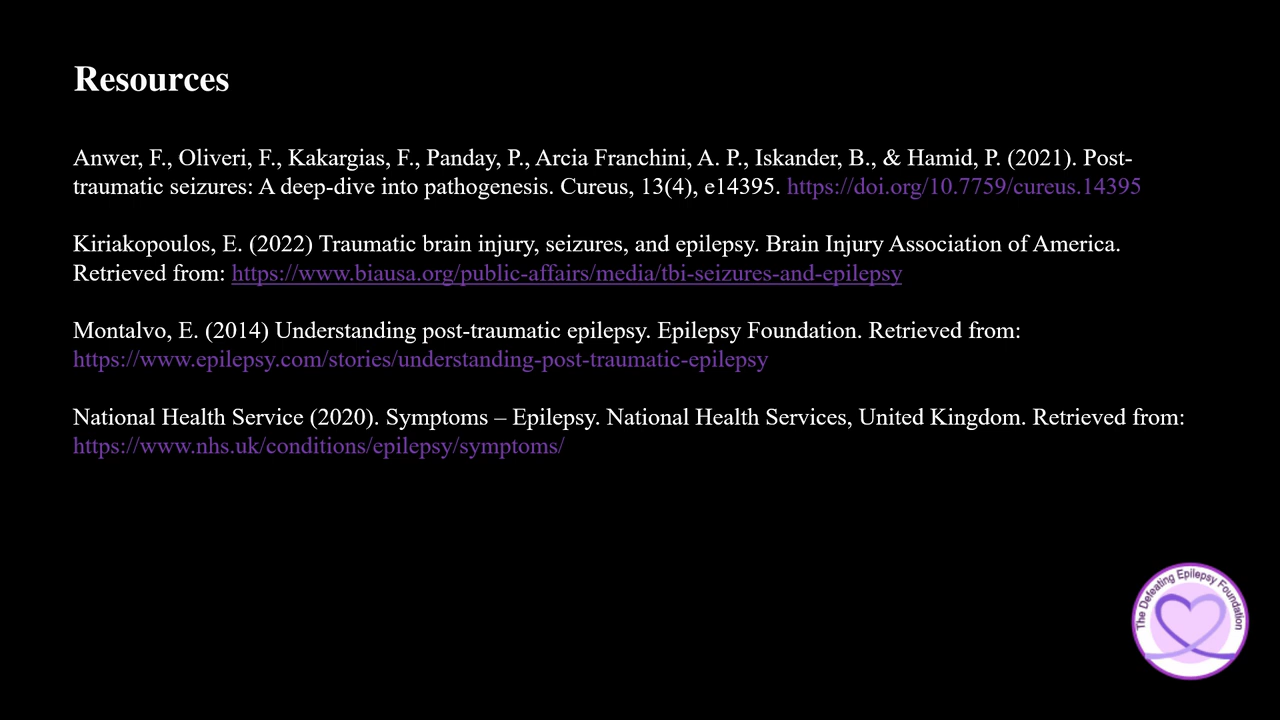 Resources
Anwer, F., Oliveri, F., Kakargias, F., Panday, P., Arcia Franchini, A. P., Iskander, B., & Hamid, P. (2021). Post-
traumatic seizures: A deep-dive into pathogenesis. Cureus, 13(4), e14395. https://doi.org/10.7759/cureus.14395
Kiriakopoulos, E. (2022) Traumatic brain injury, seizures, and epilepsy. Brain Injury Association of America.
Retrieved from: https://www.biausa.org/public-affairs/media/tbi-seizures-and-epilepsy
Montalvo, E. (2014) Understanding post-traumatic epilepsy. Epilepsy Foundation. Retrieved from:
https://www.epilepsy.com/stories/understanding-post-traumatic-epilepsy
National Health Service (2020). Symptoms – Epilepsy. National Health Services, United Kingdom. Retrieved from:
https://www.nhs.uk/conditions/epilepsy/symptoms/
The Defeating Epilepsy Foundation